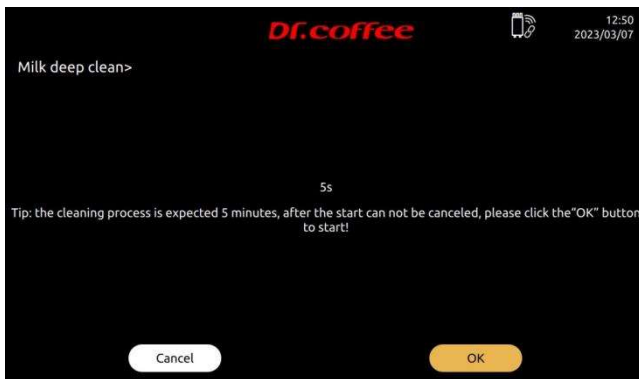 Dr.coffee
12:50
2023/03/07
Milk deep clean>
5s
Tip: the cleaning process is expected 5 minutes, after the start can not be canceled, please click the"OK" button
to start!
Cancel
OK